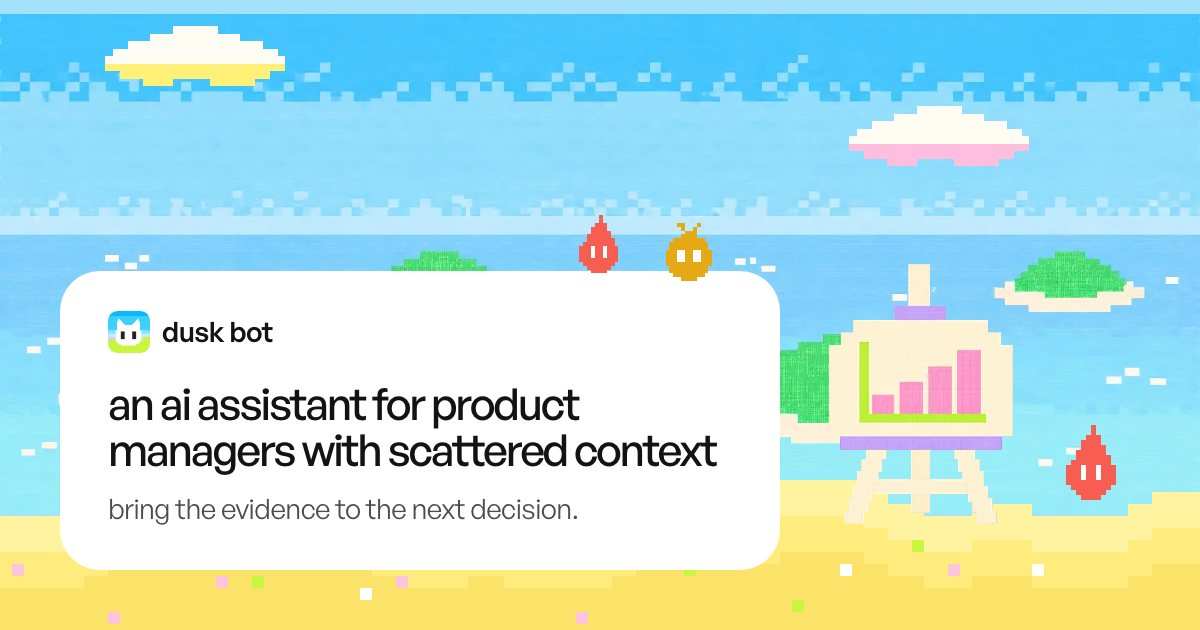 dusk bot
an ai assistant for product
managers with scattered context
bring the evidence to the next decision.